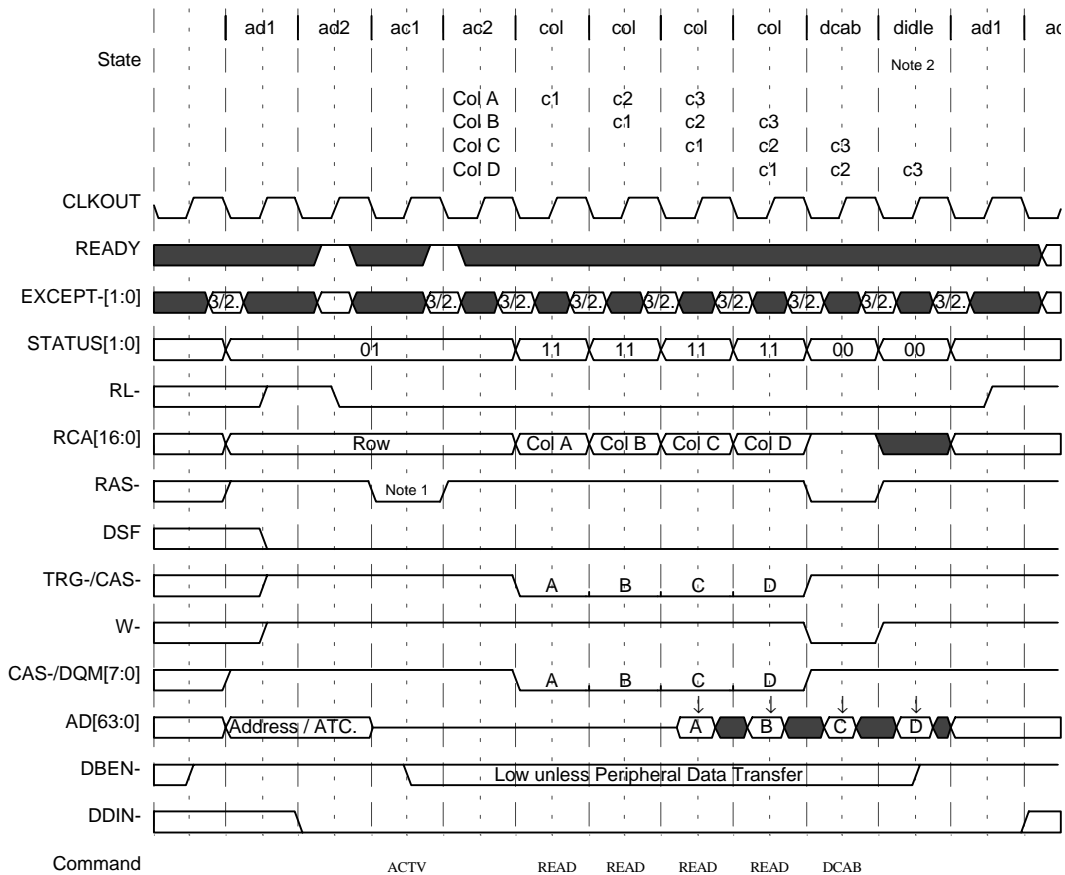 ad1 ad2 ac1 ac2 col col col col dcab didle ad1 ac
State Note 2
Col A c1 c2 c3
Col B c1 c2 c3
Col C c1 c2 c3
Col D c1 c2 c3
CLKOUT
READY
EXCEPT-[1:0] 3/2. 3/2. 3/2. 3/2. 3/2. 3/2. 3/2. 3/2. 3/2.
STATUS[1:0] 01 11 11 11 11 00 00
RL-
RCA[16:0] Row Col A Col B Col C Col D
RAS- Note 1
DSF
TRG-/CAS- A B C D
W-
CAS-/DQM[7:0] A B C D
AD[63:0] Address / ATC. A B C D
DBEN- Low unless Peripheral Data Transfer
DDIN-
Command ACTV READ READ READ READ DCAB